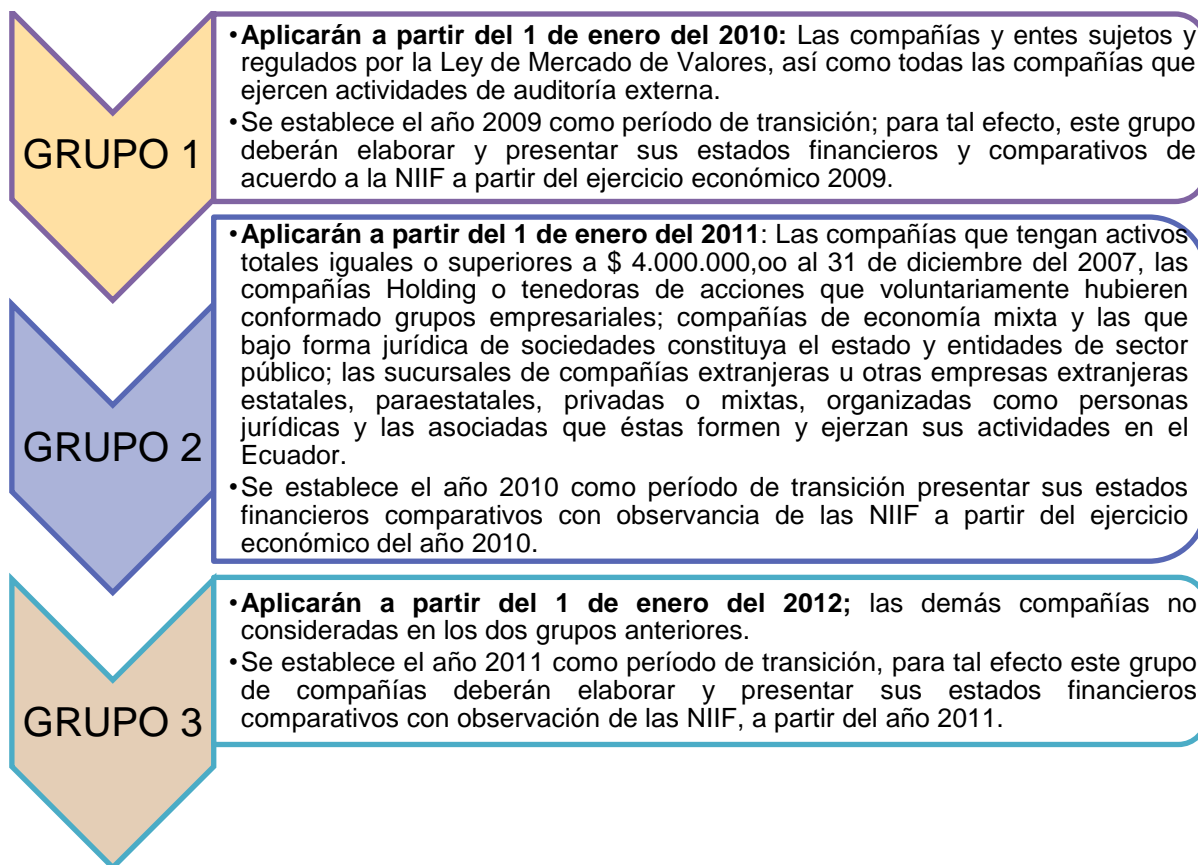 GRUPO 1
•Aplicarán a partir del 1 de enero del 2010: Las compañías y entes sujetos y
regulados por la Ley de Mercado de Valores, así como todas las compañías que
ejercen actividades de auditoría externa.
•Se establece el año 2009 como período de transición; para tal efecto, este grupo
deberán elaborar y presentar sus estados financieros y comparativos de
acuerdo a la NIIF a partir del ejercicio económico 2009.
GRUPO 2
•Aplicarán a partir del 1 de enero del 2011: Las compañías que tengan activos
totales iguales o superiores a $ 4.000.000,oo al 31 de diciembre del 2007, las
compañías Holding o tenedoras de acciones que voluntariamente hubieren
conformado grupos empresariales; compañías de economía mixta y las que
bajo forma jurídica de sociedades constituya el estado y entidades de sector
público; las sucursales de compañías extranjeras u otras empresas extranjeras
estatales, paraestatales, privadas o mixtas, organizadas como personas
jurídicas y las asociadas que éstas formen y ejerzan sus actividades en el
Ecuador.
•Se establece el año 2010 como período de transición presentar sus estados
financieros comparativos con observancia de las NIIF a partir del ejercicio
económico del año 2010.
GRUPO 3
•Aplicarán a partir del 1 de enero del 2012; las demás compañías no
consideradas en los dos grupos anteriores.
•Se establece el año 2011 como período de transición, para tal efecto este grupo
de compañías deberán elaborar y presentar sus estados financieros
comparativos con observación de las NIIF, a partir del año 2011.